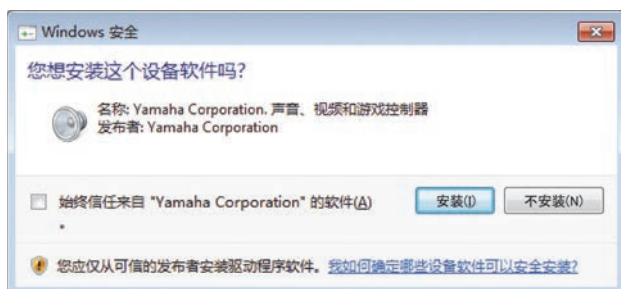 Windows 安全
您想安装这个设备软件吗?
名称: Yamaha Corporation. 声音、视频和游戏控制器
发布者: Yamaha Corporation
始终信任来自 "Yamaha Corporation" 的软件(A)
。
安装(I)
不安装(N)
您应仅从可信的发布者安装驱动程序软件。我如何确定哪些设备软件可以安全安装?